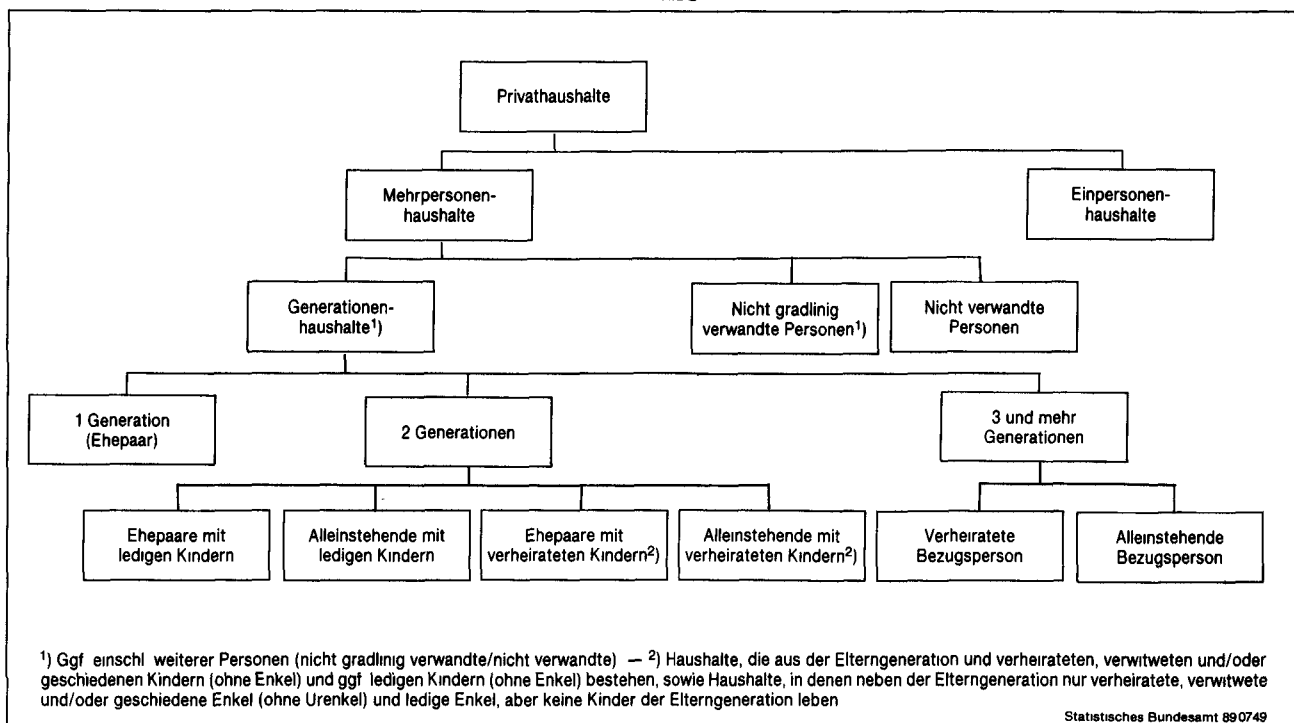 Privathaushalte
Mehrpersonen-
haushalte
Einpersonen-
haushalte
Generationen-
haushalte¹)
Nicht gradlinig
verwandte Personen¹)
Nicht verwandte
Personen
1 Generation
(Ehepaar)
2 Generationen
3 und mehr
Generationen
Ehepaare mit
ledigen Kindern
Alleinstehende mit
ledigen Kindern
Ehepaare mit
verheirateten Kindern²)
Alleinstehende mit
verheirateten Kindern²)
Verheiratete
Bezugsperson
Alleinstehende
Bezugsperson
¹) Ggf einschl weiterer Personen (nicht gradlinig verwandte/nicht verwandte) — ²) Haushalte, die aus der Elterngeneration und verheirateten, verwitweten und/oder
geschiedenen Kindern (ohne Enkel) und ggf ledigen Kindern (ohne Enkel) bestehen, sowie Haushalte, in denen neben der Elterngeneration nur verheiratete, verwitwete
und/oder geschiedene Enkel (ohne Urenkel) und ledige Enkel, aber keine Kinder der Elterngeneration leben
Statistisches Bundesamt 890749